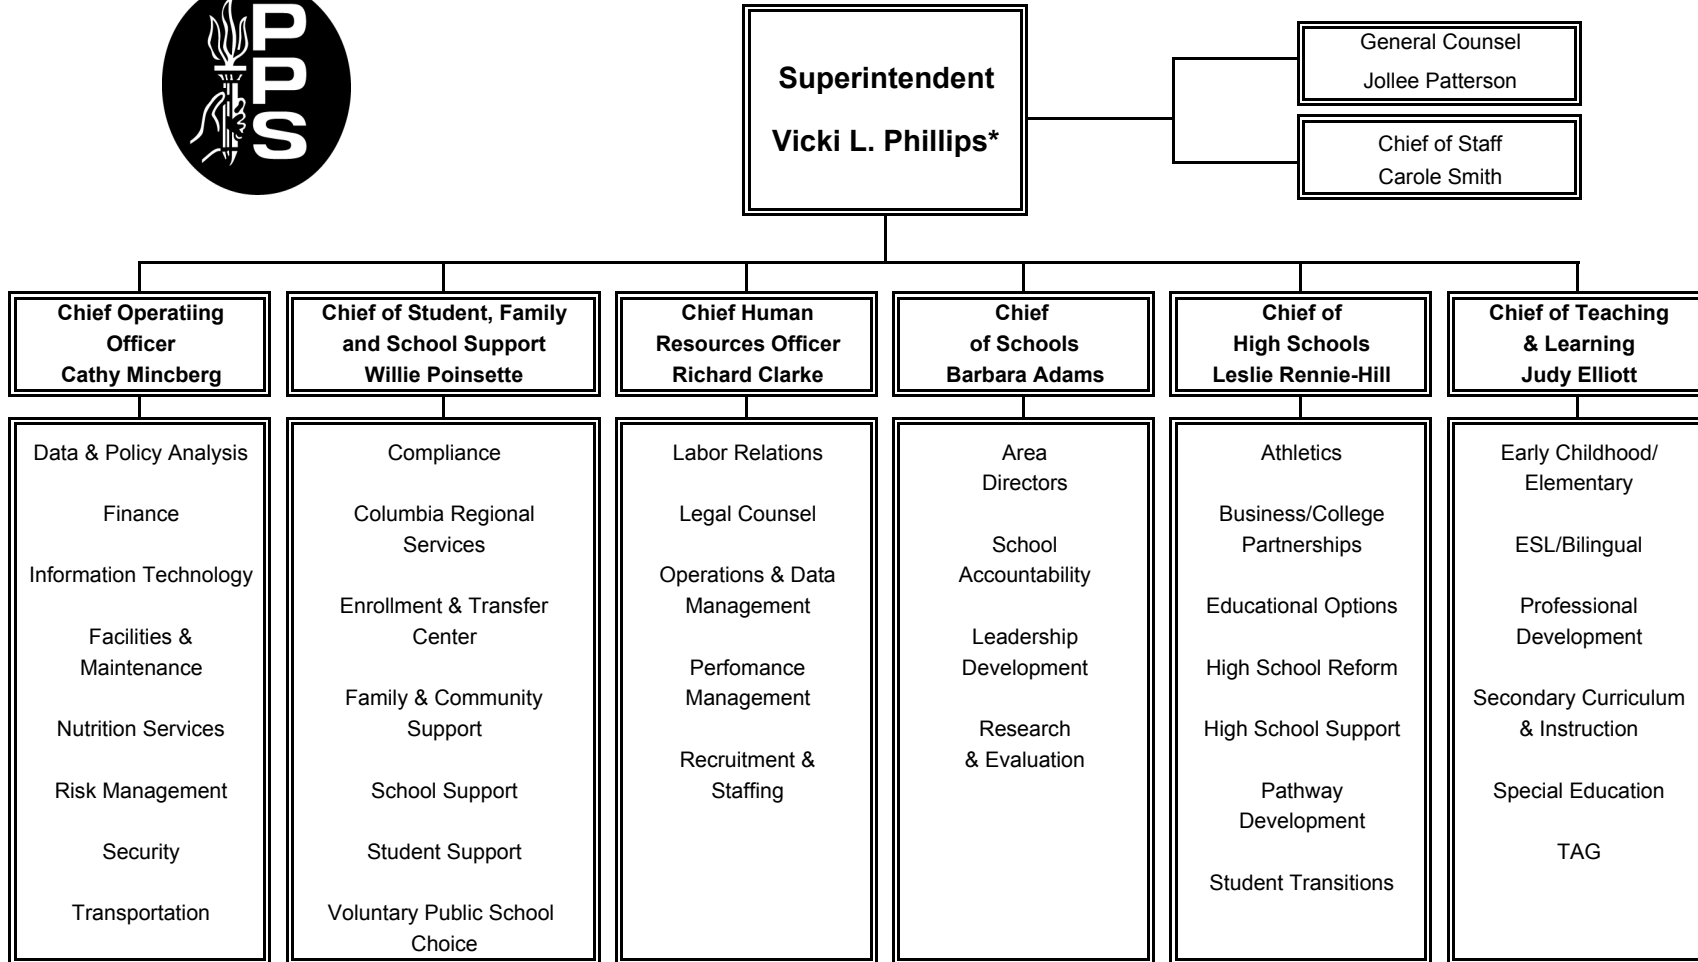 P
P
S
Superintendent
Vicki L. Phillips*
General Counsel
Jollee Patterson
Chief of Staff
Carole Smith
Chief Operatiing
Officer
Cathy Mincberg
Chief of Student, Family
and School Support
Willie Poinsette
Chief Human
Resources Officer
Richard Clarke
Chief
of Schools
Barbara Adams
Chief of
High Schools
Leslie Rennie-Hill
Chief of Teaching
& Learning
Judy Elliott
Data & Policy Analysis
Finance
Information Technology
Facilities &
Maintenance
Nutrition Services
Risk Management
Security
Transportation
Compliance
Columbia Regional
Services
Enrollment & Transfer
Center
Family & Community
Support
School Support
Student Support
Voluntary Public School
Choice
Labor Relations
Legal Counsel
Operations & Data
Management
Perfomance
Management
Recruitment &
Staffing
Area
Directors
School
Accountability
Leadership
Development
Research
& Evaluation
Athletics
Business/College
Partnerships
Educational Options
High School Reform
High School Support
Pathway
Development
Student Transitions
Early Childhood/
Elementary
ESL/Bilingual
Professional
Development
Secondary Curriculum
& Instruction
Special Education
TAG